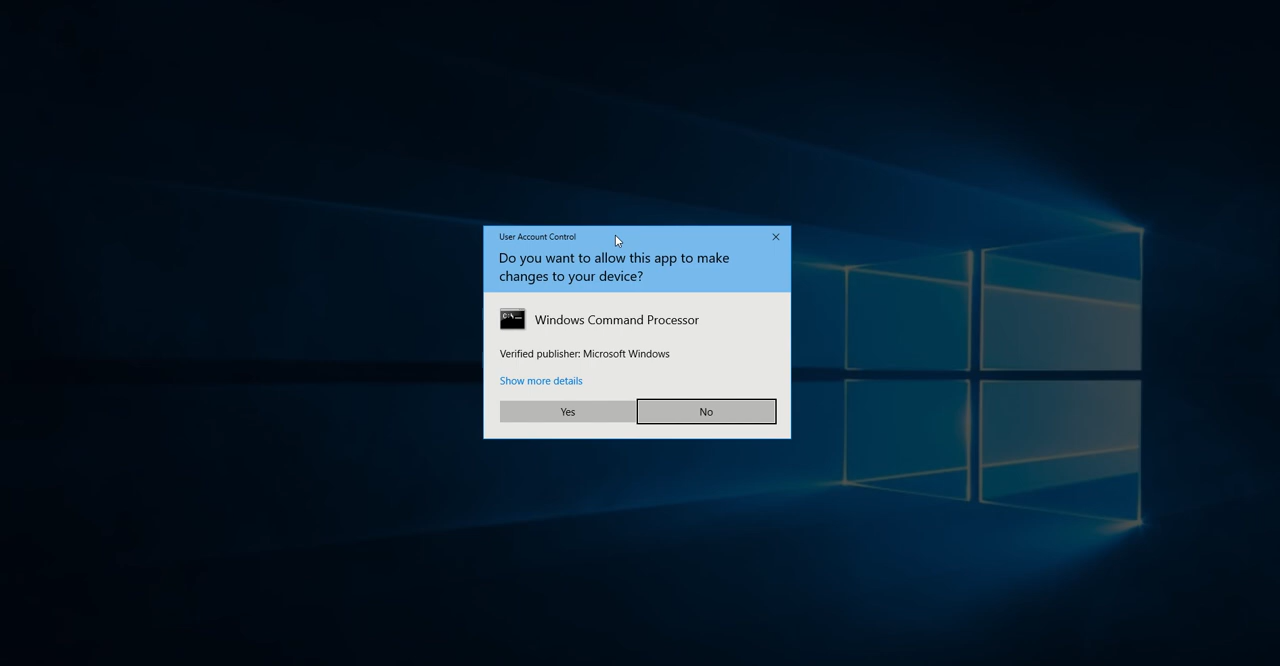 User Account Control
Do you want to allow this app to make
changes to your device?
C:\_
Windows Command Processor
Verified publisher: Microsoft Windows
Show more details
Yes
No